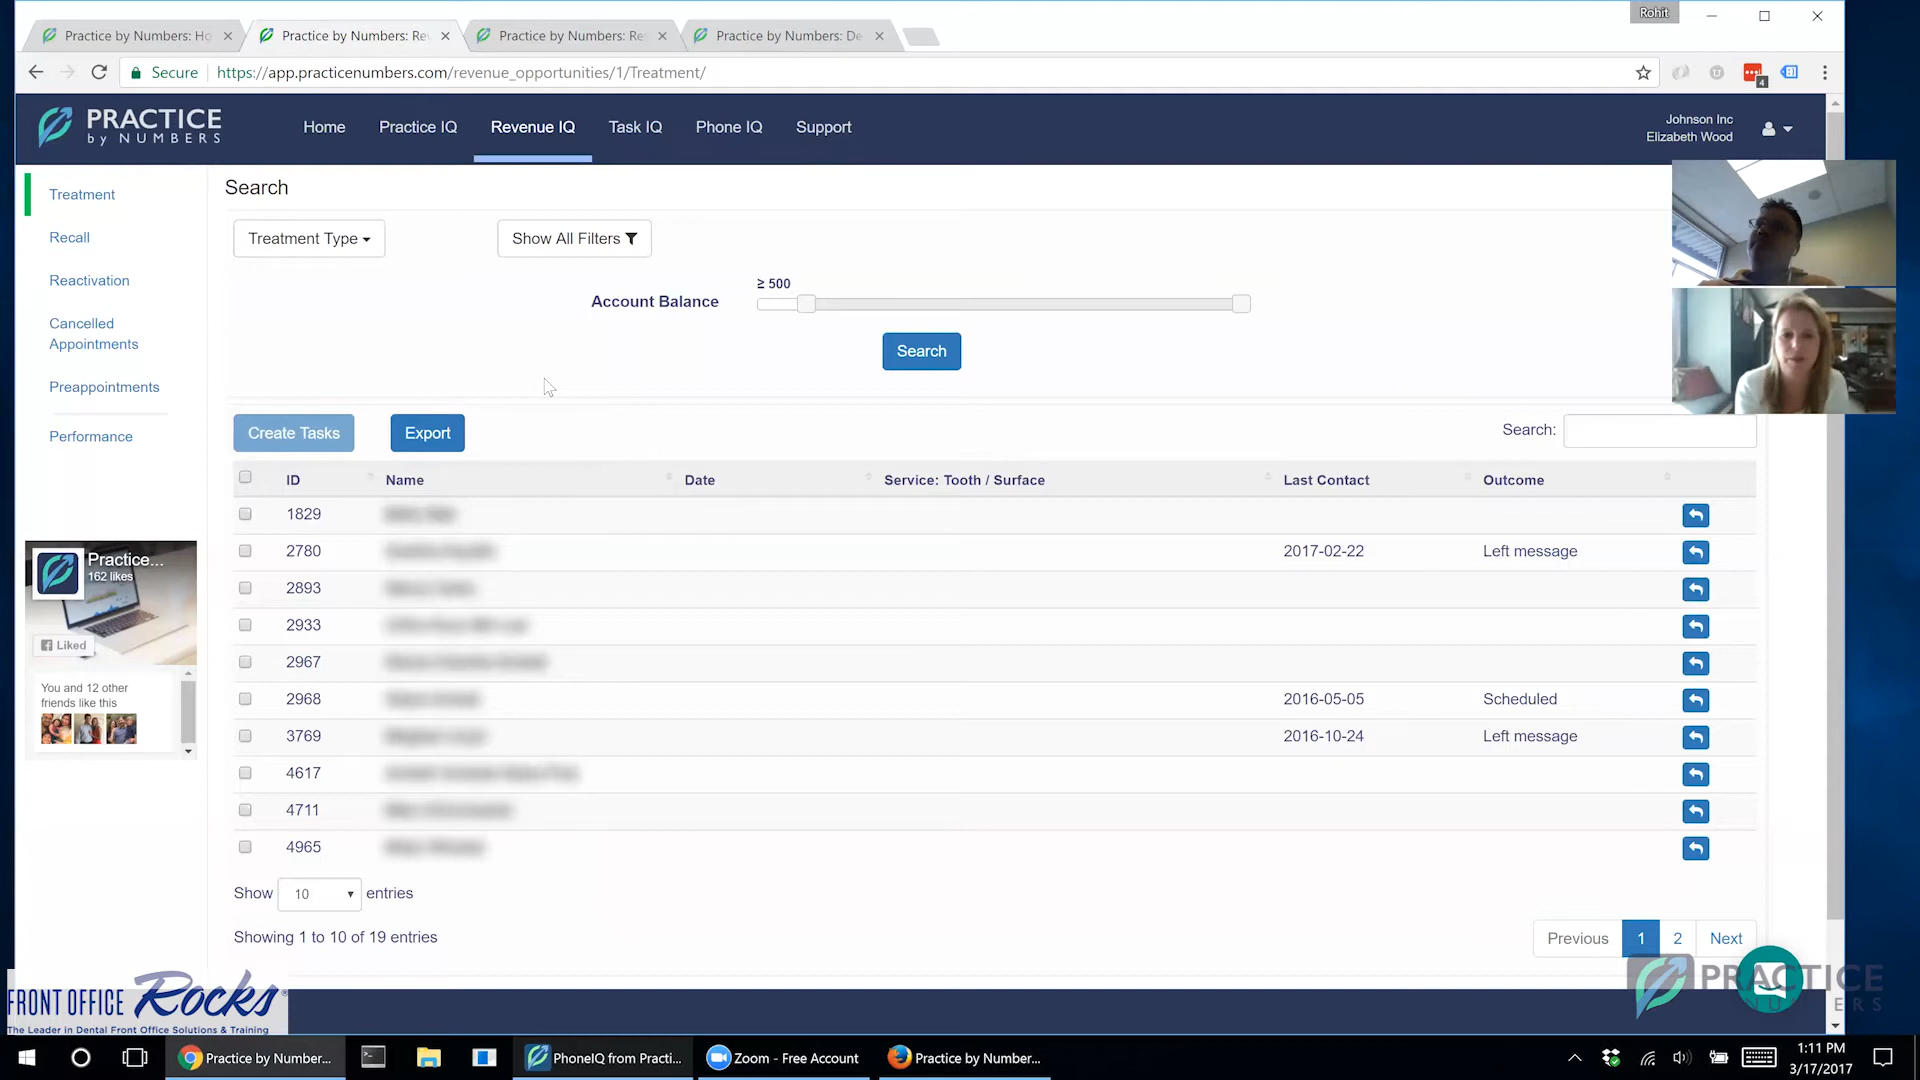 Rohit
Practice by Numbers: Ho
Practice by Numbers: Re
Practice by Numbers: Re
Practice by Numbers: De
Secure
https://app.practicenumbers.com/revenue_opportunities/1/Treatment/
4
PRACTICE
by NUMBERS
Home
Practice IQ
Revenue IQ
Task IQ
Phone IQ
Support
Johnson Inc
Elizabeth Wood
Treatment
Recall
Reactivation
Cancelled
Appointments
Preappointments
Performance
Search
Treatment Type
Show All Filters
≥ 500
Account Balance
Search
Create Tasks
Export
Search:
ID Name Date Service: Tooth / Surface Last Contact Outcome
1829
2780 2017-02-22 Left message
2893
2933
2967
2968 2016-05-05 Scheduled
3769 2016-10-24 Left message
4617
4711
4965
Show 10 entries
Showing 1 to 10 of 19 entries
Previous 1 2 Next
Practice...
162 likes
Liked
You and 12 other
friends like this
FRONT OFFICE Rocks
The Leader in Dental Front Office Solutions & Training
PRACTICE
Practice by Number...
PhoneIQ from Practi...
Zoom - Free Account
Practice by Number...
1:11 PM
3/17/2017